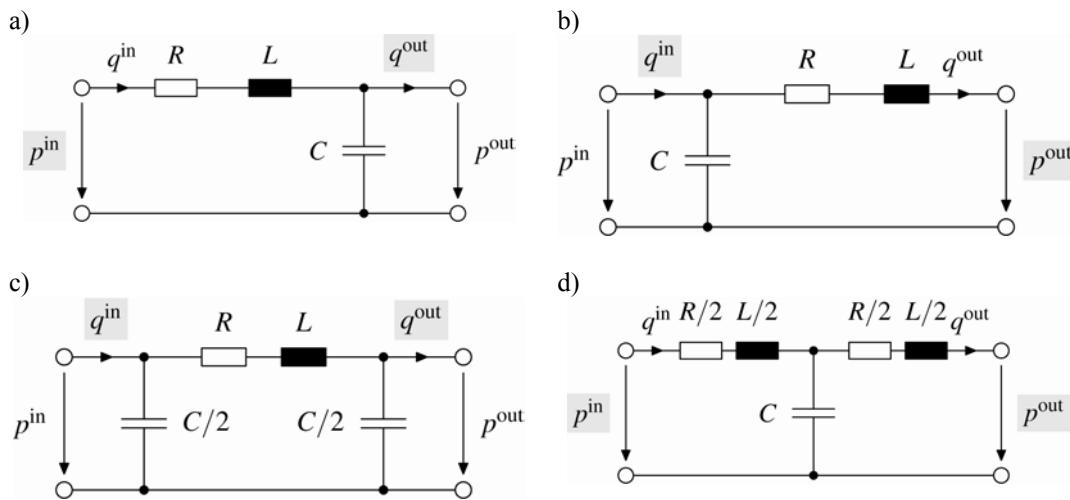 a)
q^in R L q^out
p^in C p^out
b)
q^in R L q^out
p^in C p^out
c)
q^in R L q^out
p^in C/2 C/2 p^out
d)
q^in R/2 L/2 R/2 L/2 q^out
p^in C p^out